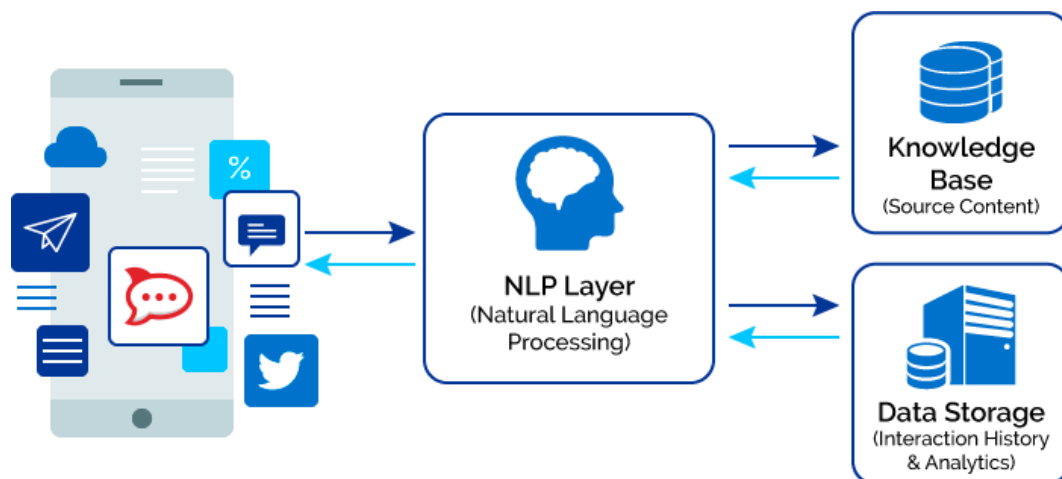 %
NLP Layer
(Natural Language
Processing)
Knowledge
Base
(Source Content)
Data Storage
(Interaction History
& Analytics)